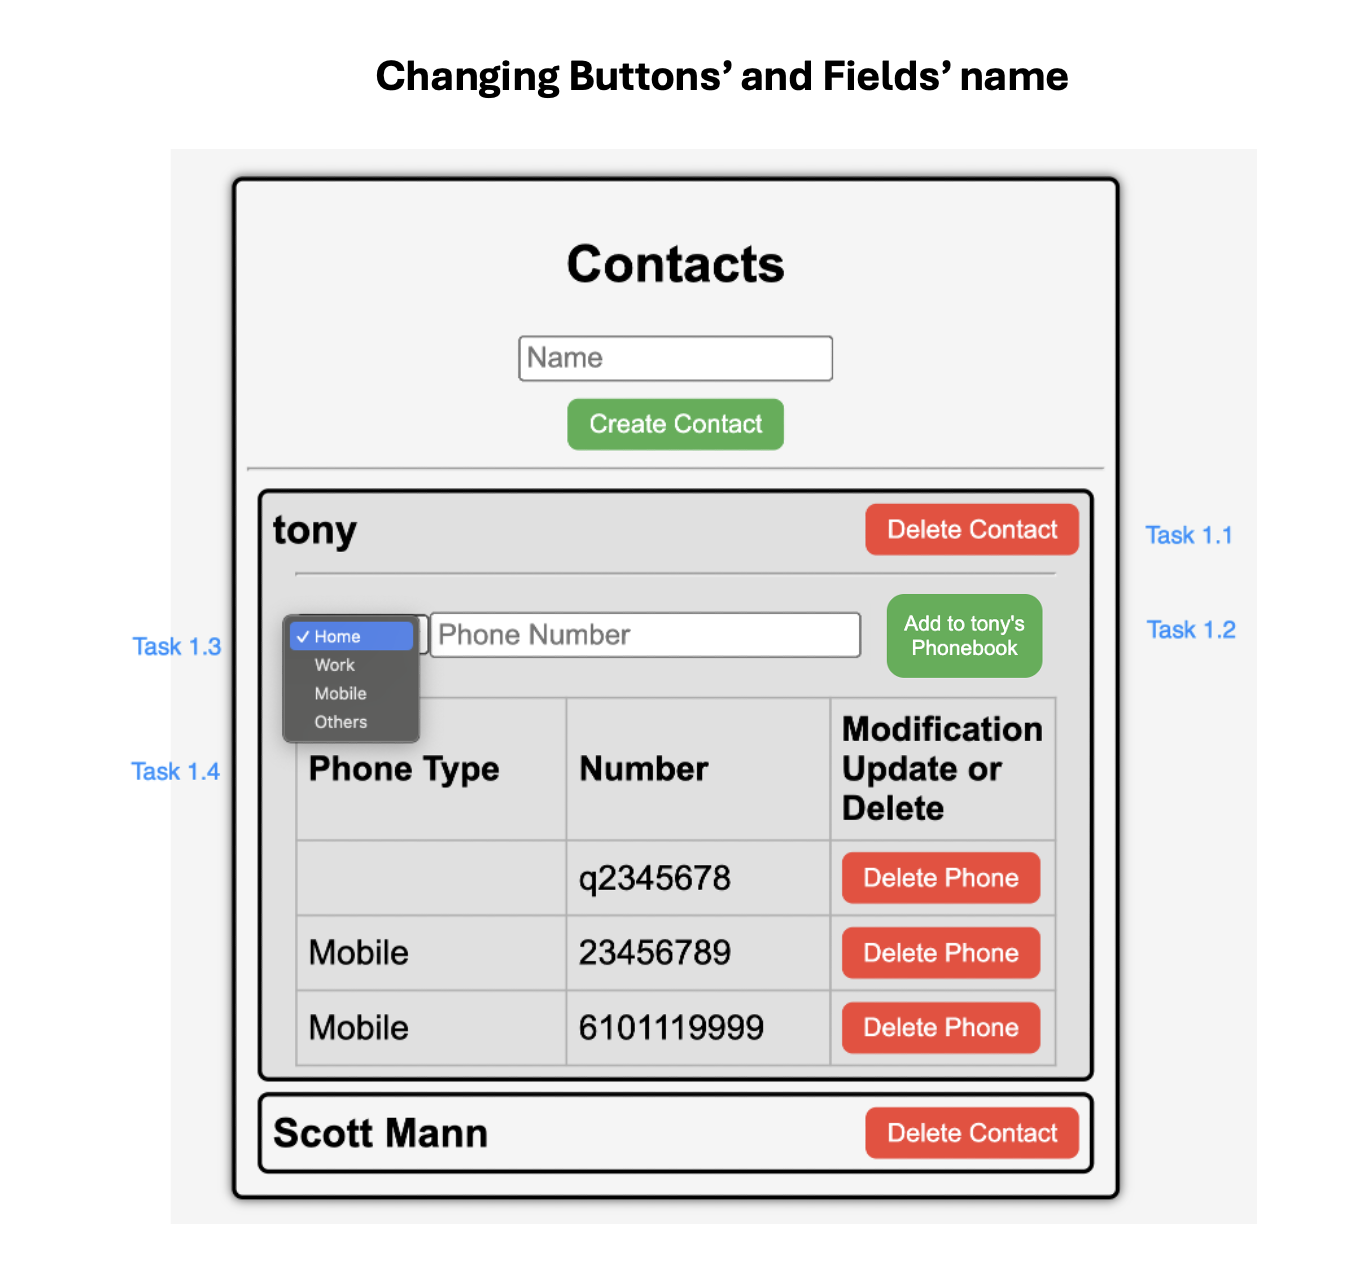 Changing Buttons’ and Fields’ name
Contacts
Name
Create Contact
tony
Delete Contact
Task 1.1
Task 1.3
✓ Home
Work
Mobile
Others
Phone Number
Add to tony's
Phonebook
Task 1.2
Task 1.4
Phone Type
Number
Modification
Update or
Delete
q2345678
Delete Phone
Mobile
23456789
Delete Phone
Mobile
6101119999
Delete Phone
Scott Mann
Delete Contact